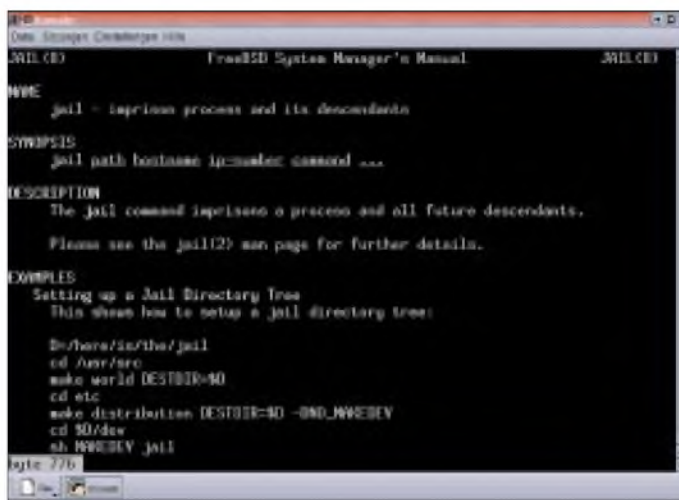 JAIL(8) FreeBSD System Manager's Manual JAIL(8)
NAME
jail - imprison process and its descendants
SYNOPSIS
jail path hostname ip-number command ...
DESCRIPTION
The jail command imprisons a process and all future descendants.
Please see the jail(2) man page for further details.
EXAMPLES
Setting up a Jail Directory Tree
This shows how to setup a jail directory tree:
D=/here/is/the/jail
cd /usr/src
make world DESTDIR=$D
cd etc
make distribution DESTDIR=$D -DNO_MAKEDEV
cd $D/dev
sh MAKEDEV jail
byte 776